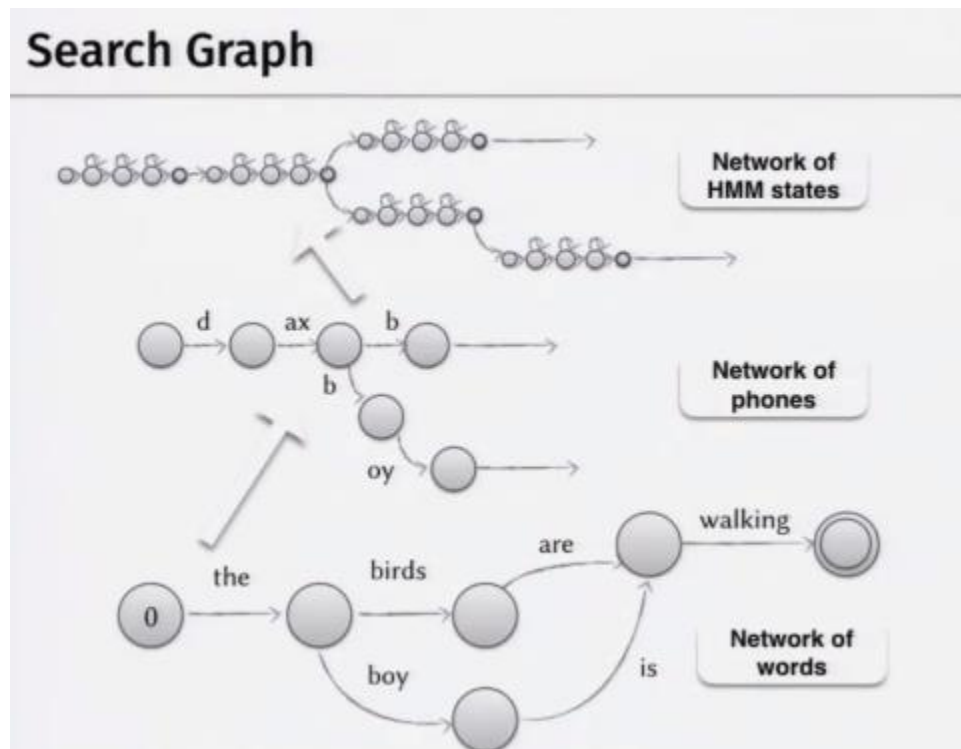 Search Graph
Network of
HMM states
d
ax
b
b
oy
Network of
phones
the
birds
are
walking
0
boy
is
Network of
words